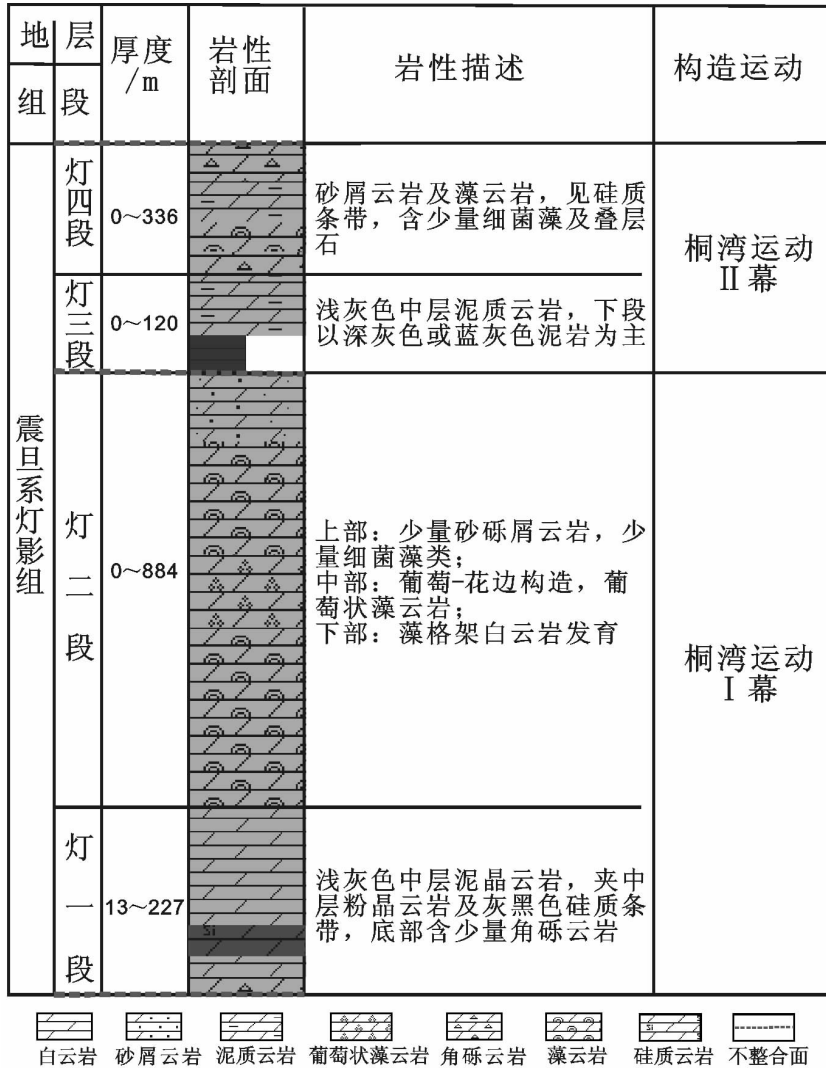 地层
厚度
/m
岩性
剖面
岩性描述
构造运动
组
段
震旦系灯影组
灯四段
0~336
砂屑云岩及藻云岩，见硅质
条带，含少量细菌藻及叠层
石
桐湾运动
Ⅱ幕
灯三段
0~120
浅灰色中层泥质云岩，下段
以深灰色或蓝灰色泥岩为主
灯二段
0~884
上部：少量砂砾屑云岩，少
量细菌藻类；
中部：葡萄-花边构造，葡
萄状藻云岩；
下部：藻格架白云岩发育
桐湾运动
Ⅰ幕
灯一段
13~227
Si
浅灰色中层泥晶云岩，夹中
层粉晶云岩及灰黑色硅质条
带，底部含少量角砾云岩
Si
白云岩 砂屑云岩 泥质云岩 葡萄状藻云岩 角砾云岩 藻云岩 硅质云岩 不整合面